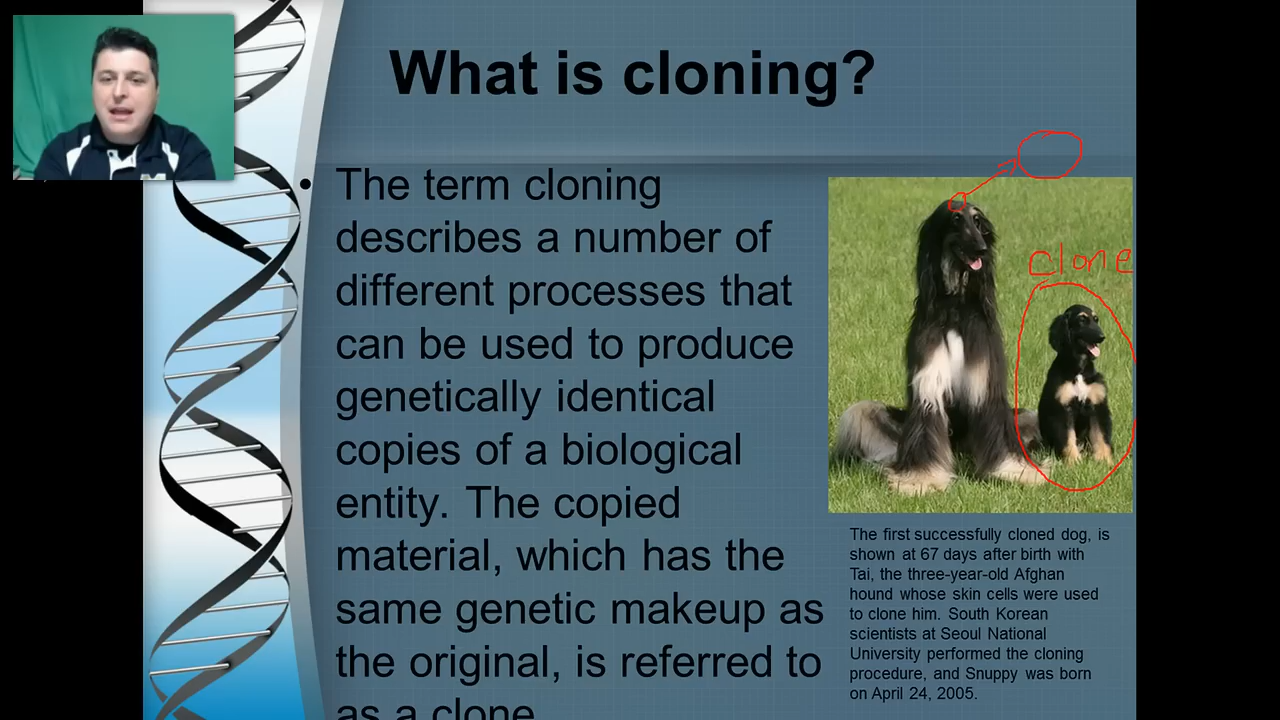 What is cloning?
• The term cloning
describes a number of
different processes that
can be used to produce
genetically identical
copies of a biological
entity. The copied
material, which has the
same genetic makeup as
the original, is referred to
as a clone
clone
The first successfully cloned dog, is
shown at 67 days after birth with
Tai, the three-year-old Afghan
hound whose skin cells were used
to clone him. South Korean
scientists at Seoul National
University performed the cloning
procedure, and Snuppy was born
on April 24, 2005.